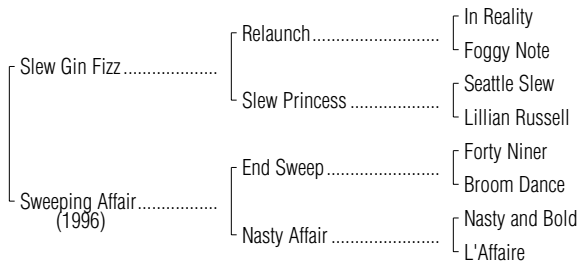 In Reality
Relaunch...........................
Foggy Note
Slew Gin Fizz....................
Seattle Slew
Slew Princess...................
Lillian Russell
Forty Niner
End Sweep........................
Broom Dance
Sweeping Affair.................
(1996)
Nasty and Bold
Nasty Affair.......................
L'Affaire